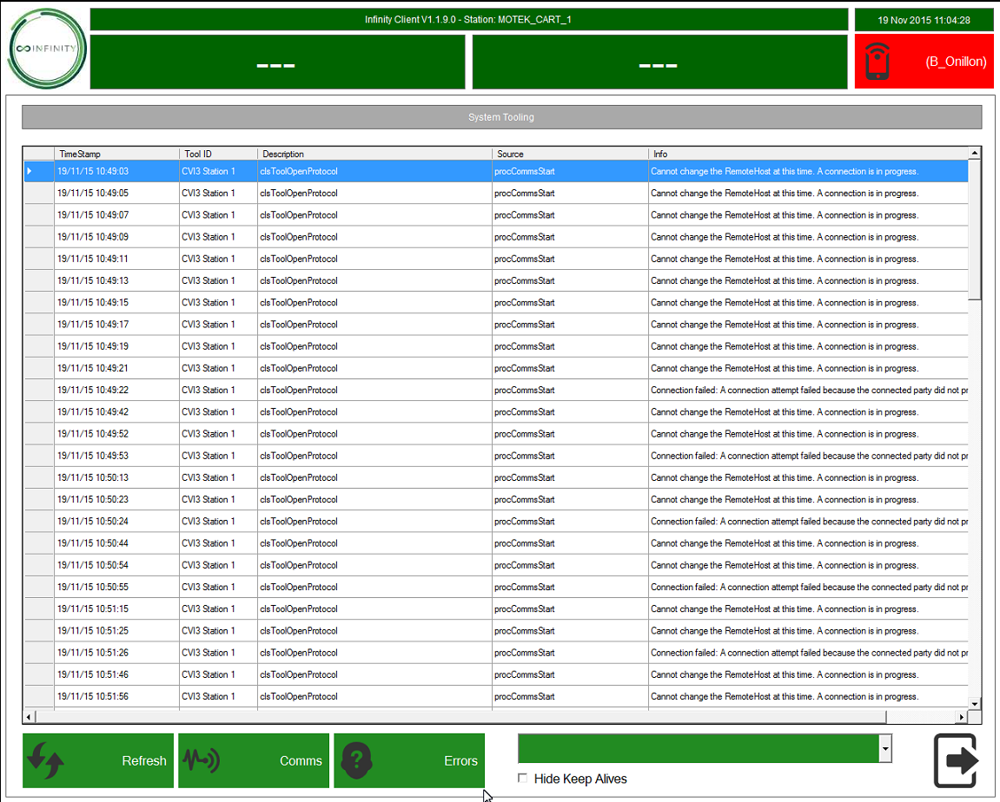 Infinity Client V1.1.9.0 - Station: MOTEK_CART_1
19 Nov 2015 11:04:28
INFINITY
---
---
(B_Onillon)
System Tooling
TimeStamp Tool ID Description Source Info
19/11/15 10:49:03 CVI3 Station 1 clsToolOpenProtocol procCommsStart Cannot change the RemoteHost at this time. A connection is in progress.
19/11/15 10:49:05 CVI3 Station 1 clsToolOpenProtocol procCommsStart Cannot change the RemoteHost at this time. A connection is in progress.
19/11/15 10:49:07 CVI3 Station 1 clsToolOpenProtocol procCommsStart Cannot change the RemoteHost at this time. A connection is in progress.
19/11/15 10:49:09 CVI3 Station 1 clsToolOpenProtocol procCommsStart Cannot change the RemoteHost at this time. A connection is in progress.
19/11/15 10:49:11 CVI3 Station 1 clsToolOpenProtocol procCommsStart Cannot change the RemoteHost at this time. A connection is in progress.
19/11/15 10:49:13 CVI3 Station 1 clsToolOpenProtocol procCommsStart Cannot change the RemoteHost at this time. A connection is in progress.
19/11/15 10:49:15 CVI3 Station 1 clsToolOpenProtocol procCommsStart Cannot change the RemoteHost at this time. A connection is in progress.
19/11/15 10:49:17 CVI3 Station 1 clsToolOpenProtocol procCommsStart Cannot change the RemoteHost at this time. A connection is in progress.
19/11/15 10:49:19 CVI3 Station 1 clsToolOpenProtocol procCommsStart Cannot change the RemoteHost at this time. A connection is in progress.
19/11/15 10:49:21 CVI3 Station 1 clsToolOpenProtocol procCommsStart Cannot change the RemoteHost at this time. A connection is in progress.
19/11/15 10:49:22 CVI3 Station 1 clsToolOpenProtocol procCommsStart Connection failed: A connection attempt failed because the connected party did not pr
19/11/15 10:49:42 CVI3 Station 1 clsToolOpenProtocol procCommsStart Cannot change the RemoteHost at this time. A connection is in progress.
19/11/15 10:49:52 CVI3 Station 1 clsToolOpenProtocol procCommsStart Cannot change the RemoteHost at this time. A connection is in progress.
19/11/15 10:49:53 CVI3 Station 1 clsToolOpenProtocol procCommsStart Connection failed: A connection attempt failed because the connected party did not pr
19/11/15 10:50:13 CVI3 Station 1 clsToolOpenProtocol procCommsStart Cannot change the RemoteHost at this time. A connection is in progress.
19/11/15 10:50:23 CVI3 Station 1 clsToolOpenProtocol procCommsStart Cannot change the RemoteHost at this time. A connection is in progress.
19/11/15 10:50:24 CVI3 Station 1 clsToolOpenProtocol procCommsStart Connection failed: A connection attempt failed because the connected party did not pr
19/11/15 10:50:44 CVI3 Station 1 clsToolOpenProtocol procCommsStart Cannot change the RemoteHost at this time. A connection is in progress.
19/11/15 10:50:54 CVI3 Station 1 clsToolOpenProtocol procCommsStart Cannot change the RemoteHost at this time. A connection is in progress.
19/11/15 10:50:55 CVI3 Station 1 clsToolOpenProtocol procCommsStart Connection failed: A connection attempt failed because the connected party did not pr
19/11/15 10:51:15 CVI3 Station 1 clsToolOpenProtocol procCommsStart Cannot change the RemoteHost at this time. A connection is in progress.
19/11/15 10:51:25 CVI3 Station 1 clsToolOpenProtocol procCommsStart Cannot change the RemoteHost at this time. A connection is in progress.
19/11/15 10:51:26 CVI3 Station 1 clsToolOpenProtocol procCommsStart Connection failed: A connection attempt failed because the connected party did not pr
19/11/15 10:51:46 CVI3 Station 1 clsToolOpenProtocol procCommsStart Cannot change the RemoteHost at this time. A connection is in progress.
19/11/15 10:51:56 CVI3 Station 1 clsToolOpenProtocol procCommsStart Cannot change the RemoteHost at this time. A connection is in progress.
Refresh
Comms
? Errors
Hide Keep Alives